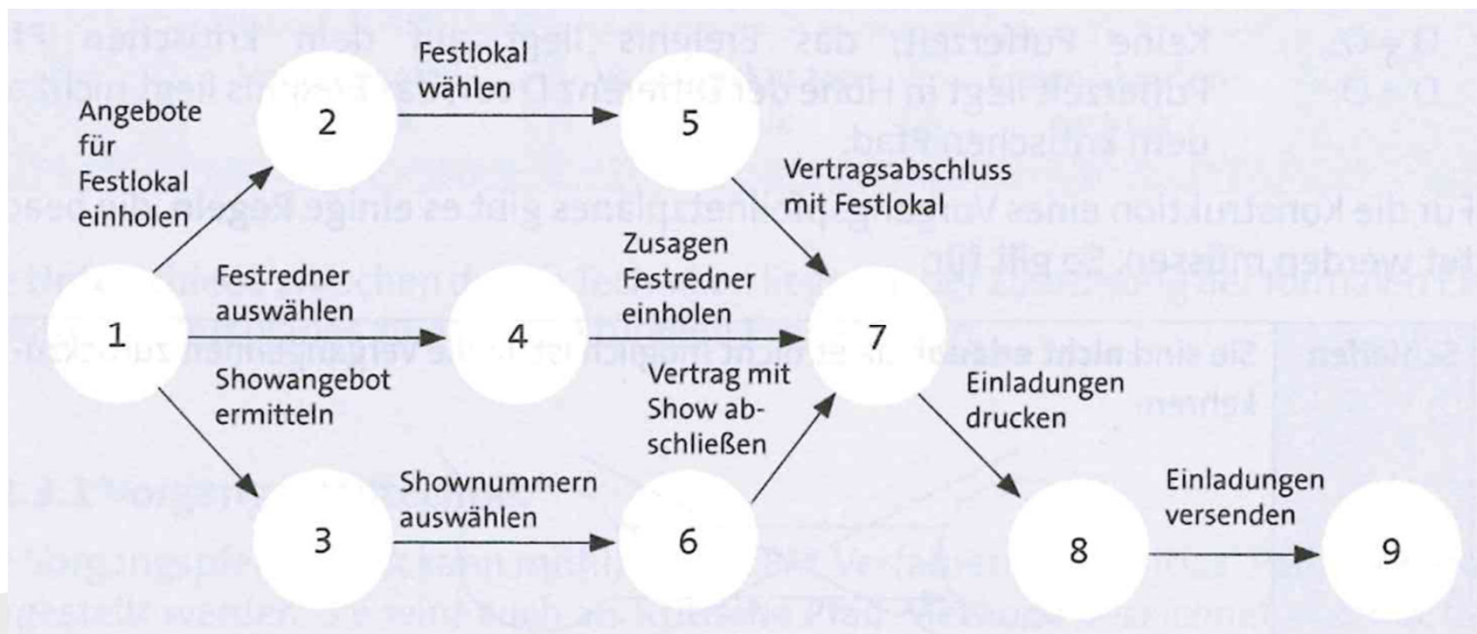 Angebote
für
Festlokal
einholen
2
Festlokal
wählen
5
Vertragsabschluss
mit Festlokal
1
Festredner
auswählen
4
Zusagen
Festredner
einholen
7
Showangebot
ermitteln
3
Shownummern
auswählen
6
Vertrag mit
Show ab-
schließen
Einladungen
drucken
8
Einladungen
versenden
9